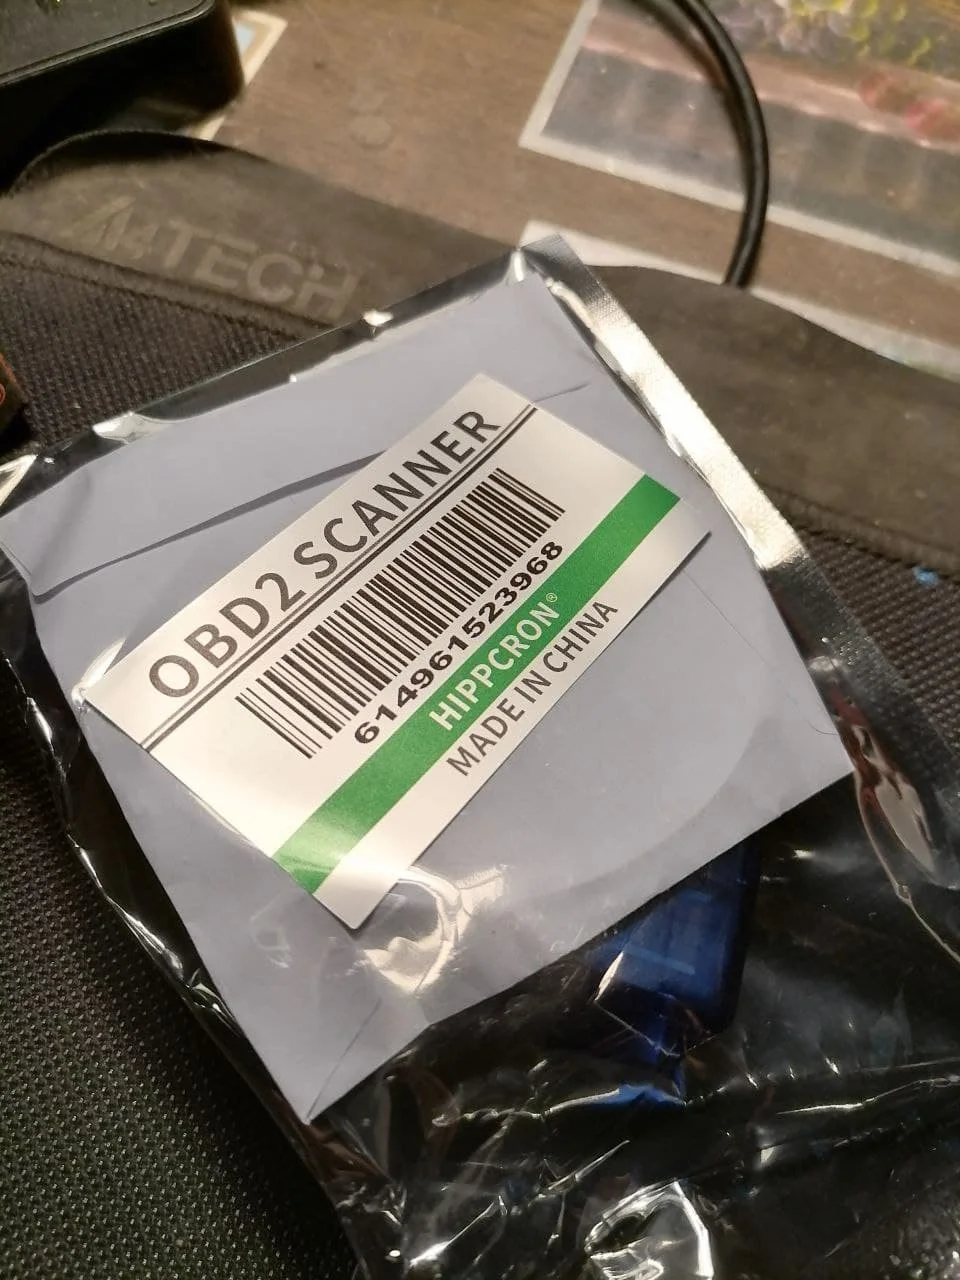 A4TECH
OBD2 SCANNER
614961523968
HIPPCRON®
MADE IN CHINA